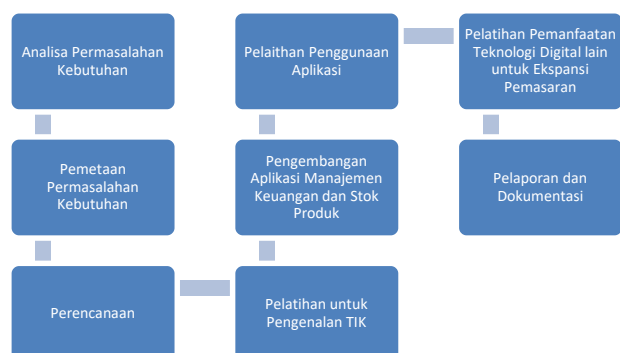 Analisa Permasalahan
Kebutuhan
Pemetaan
Permasalahan
Kebutuhan
Perencanaan
Pelatihan untuk
Pengenalan TIK
Pengembangan
Aplikasi Manajemen
Keuangan dan Stok
Produk
Pelaithan Penggunaan
Aplikasi
Pelatihan Pemanfaatan
Teknologi Digital lain
untuk Ekspansi
Pemasaran
Pelaporan dan
Dokumentasi